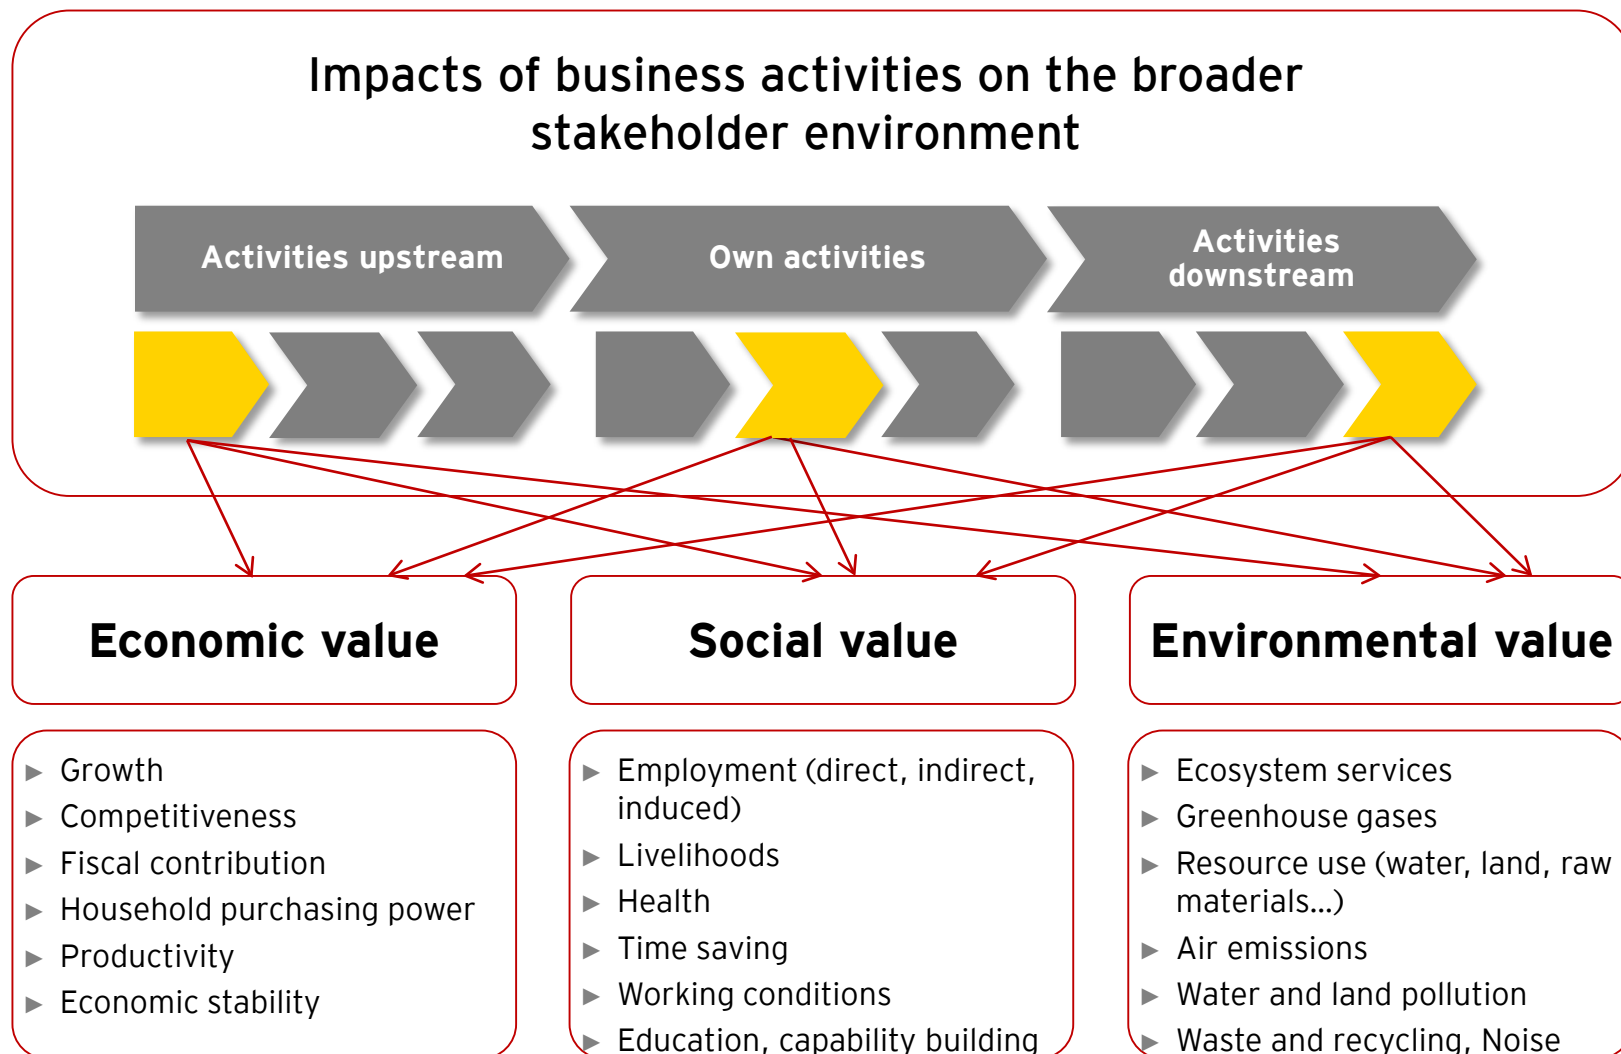 Impacts of business activities on the broader
stakeholder environment
Activities upstream
Own activities
Activities
downstream
Economic value
Social value
Environmental value
► Growth
► Competitiveness
► Fiscal contribution
► Household purchasing power
► Productivity
► Economic stability
► Employment (direct, indirect,
induced)
► Livelihoods
► Health
► Time saving
► Working conditions
► Education, capability building
► Ecosystem services
► Greenhouse gases
► Resource use (water, land, raw
materials...)
► Air emissions
► Water and land pollution
► Waste and recycling, Noise